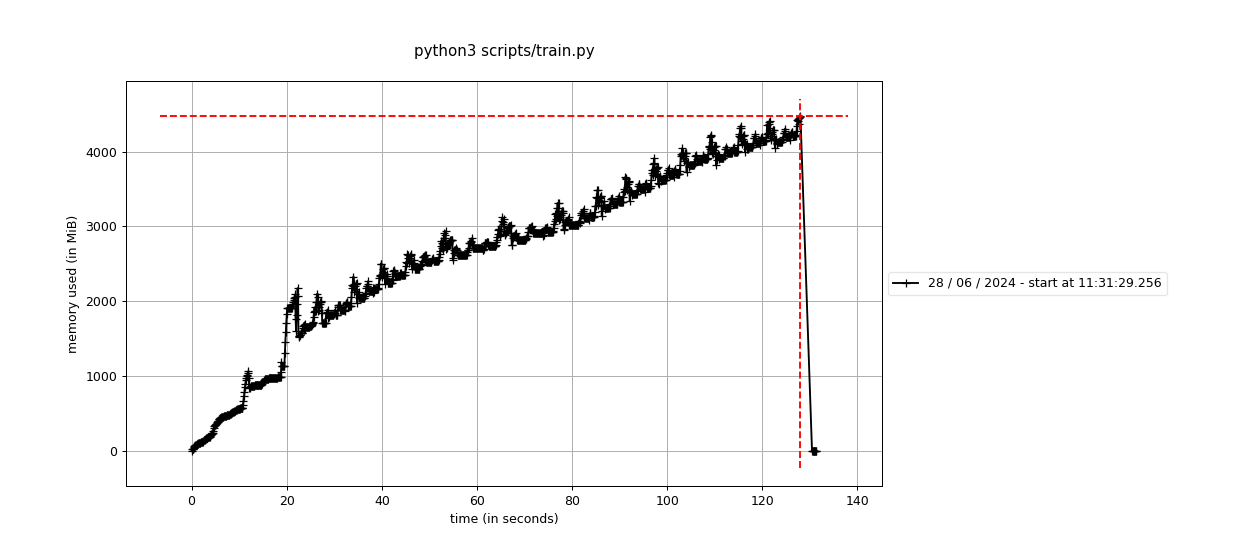 python3 scripts/train.py
memory used (in MiB)
4000
3000
2000
1000
0
0 20 40 60 80 100 120 140
time (in seconds)
28 / 06 / 2024 - start at 11:31:29.256